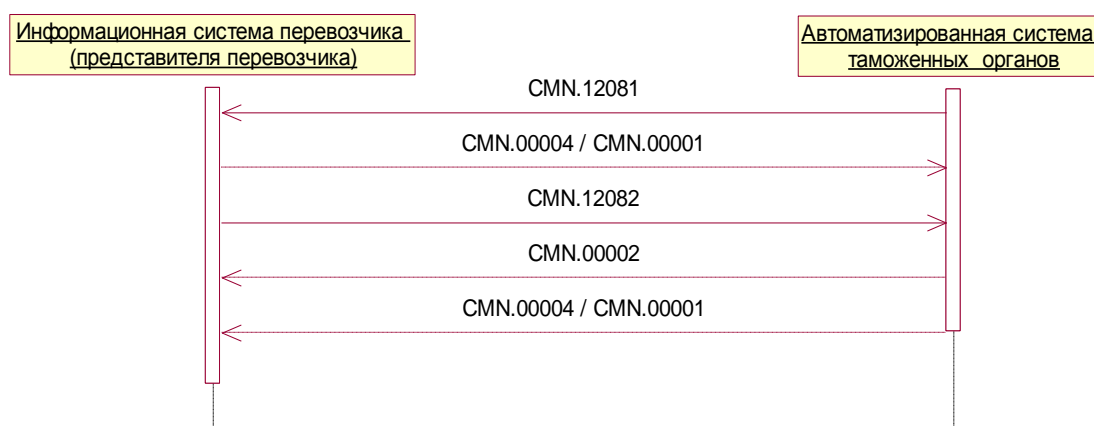 Информационная система перевозчика
(представителя перевозчика)
Автоматизированная система
таможенных органов
CMN.12081
CMN.00004 / CMN.00001
CMN.12082
CMN.00002
CMN.00004 / CMN.00001